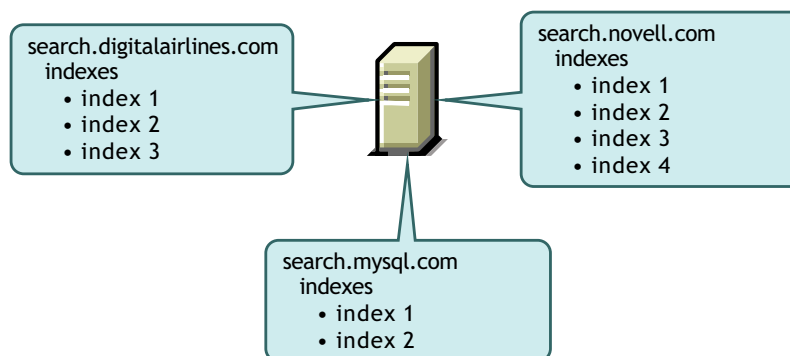 search.digitalairlines.com
indexes
• index 1
• index 2
• index 3
search.novell.com
indexes
• index 1
• index 2
• index 3
• index 4
search.mysql.com
indexes
• index 1
• index 2